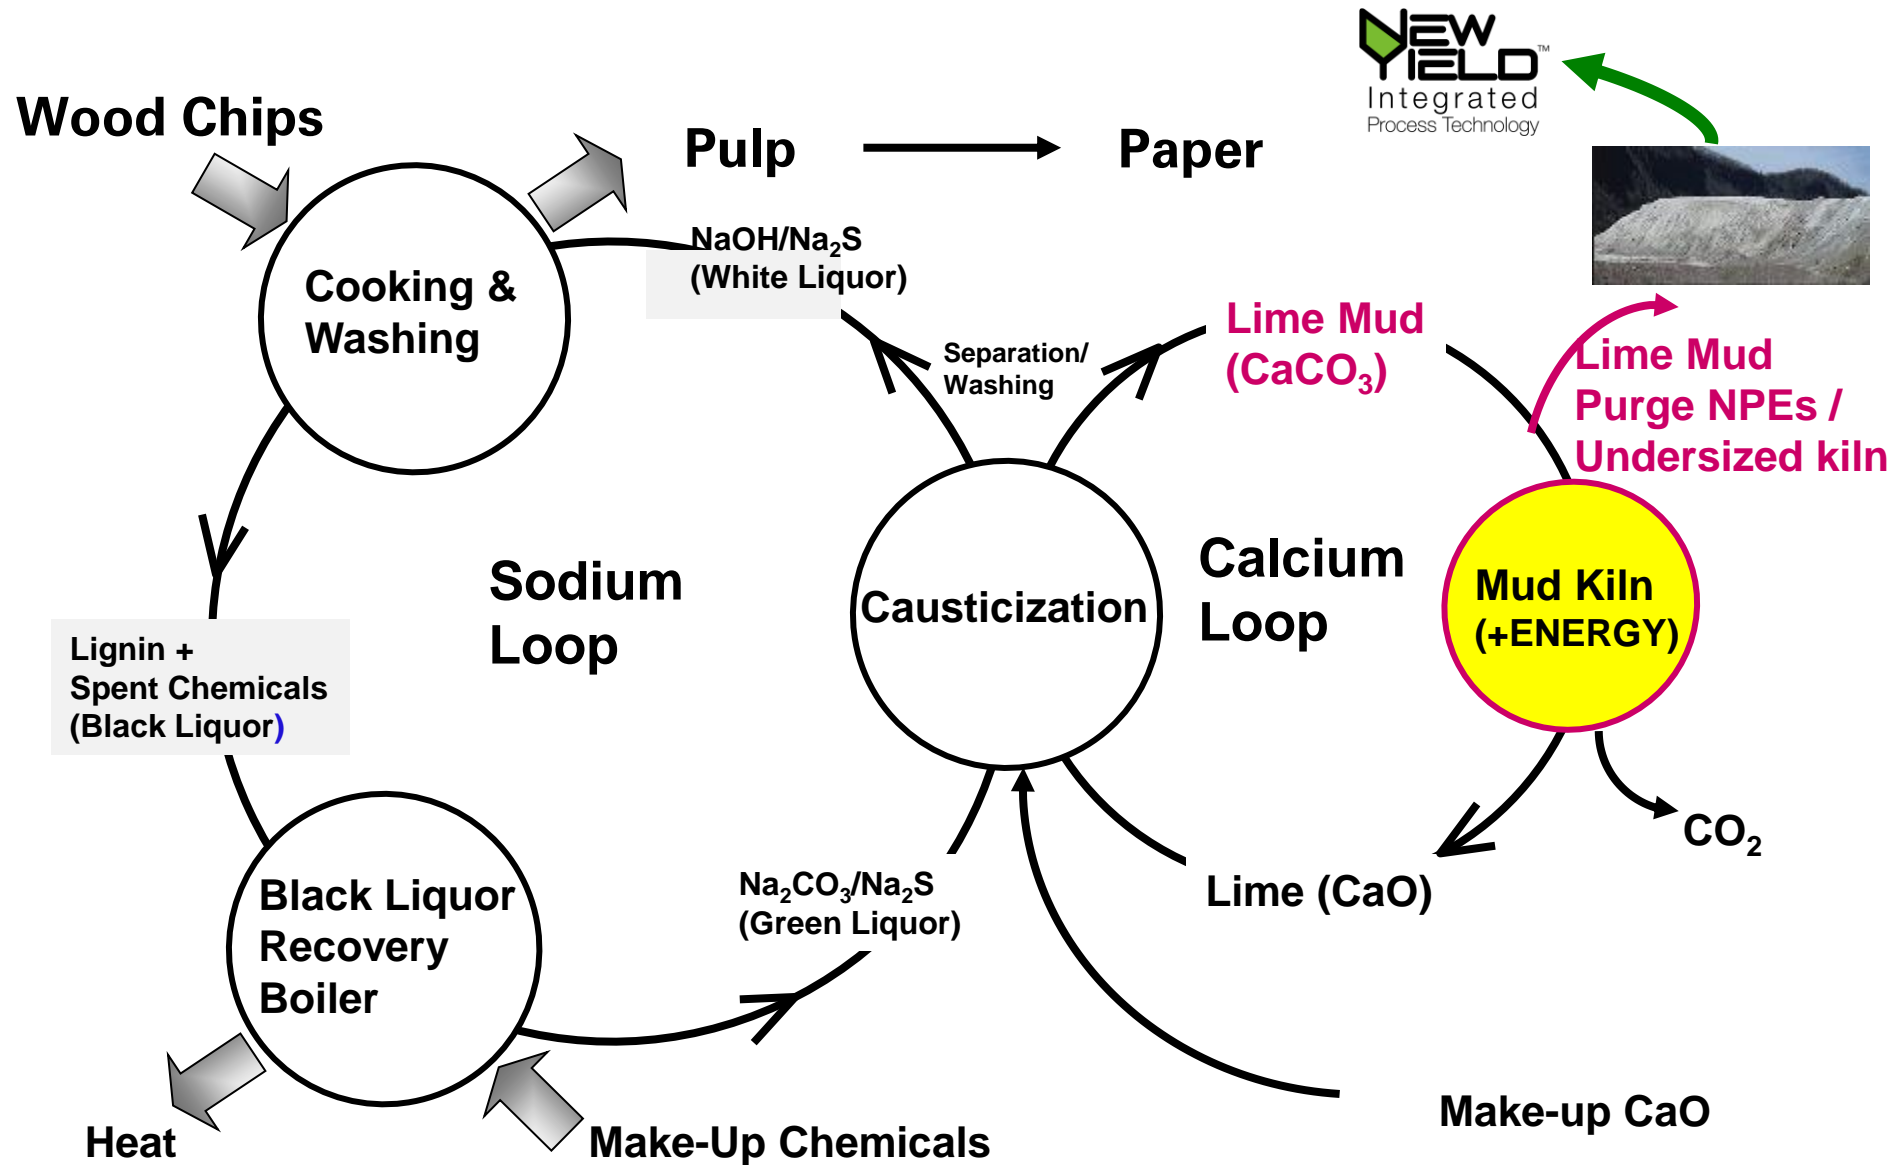 NEW
YIELD™
Integrated
Process Technology
Wood Chips
Pulp
Paper
NaOH/Na₂S
(White Liquor)
Cooking &
Washing
Separation/
Washing
Lime Mud
(CaCO₃)
Lime Mud
Purge NPEs /
Undersized kiln
Sodium
Loop
Causticization
Calcium
Loop
Mud Kiln
(+ENERGY)
Lignin +
Spent Chemicals
(Black Liquor)
CO₂
Black Liquor
Recovery
Boiler
Na₂CO₃/Na₂S
(Green Liquor)
Lime (CaO)
Heat
Make-Up Chemicals
Make-up CaO